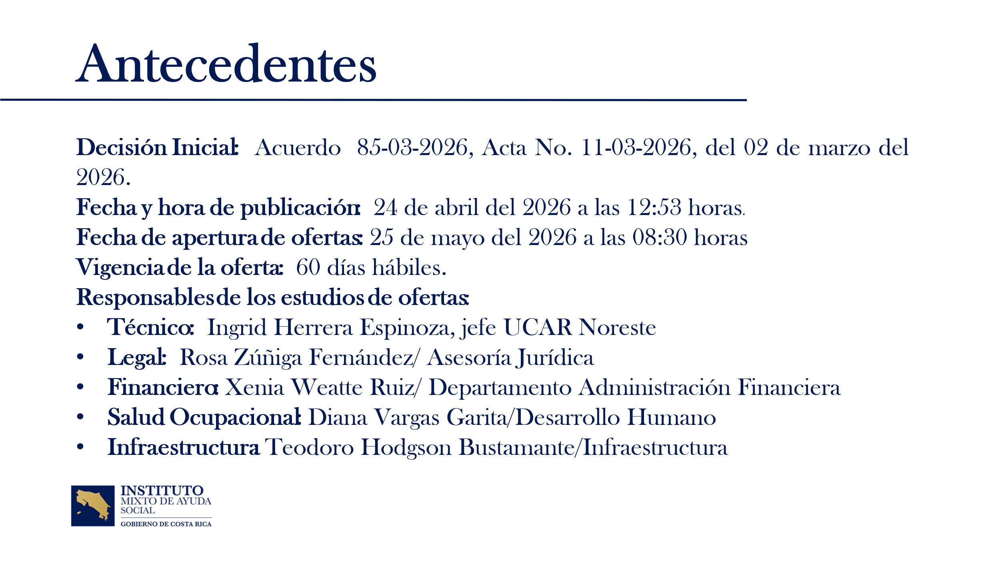 Antecedentes
Decisión Inicial: Acuerdo 85-03-2026, Acta No. 11-03-2026, del 02 de marzo del
2026.
Fecha y hora de publicación: 24 de abril del 2026 a las 12:53 horas.
Fecha de apertura de ofertas: 25 de mayo del 2026 a las 08:30 horas
Vigencia de la oferta: 60 días hábiles.
Responsables de los estudios de ofertas:
• Técnico: Ingrid Herrera Espinoza, jefe UCAR Noreste
• Legal: Rosa Zúñiga Fernández/ Asesoría Jurídica
• Financiero: Xenia Weatte Ruiz/ Departamento Administración Financiera
• Salud Ocupacional: Diana Vargas Garita/Desarrollo Humano
• Infraestructura: Teodoro Hodgson Bustamante/Infraestructura
INSTITUTO
MIXTO DE AYUDA
SOCIAL
GOBIERNO DE COSTA RICA